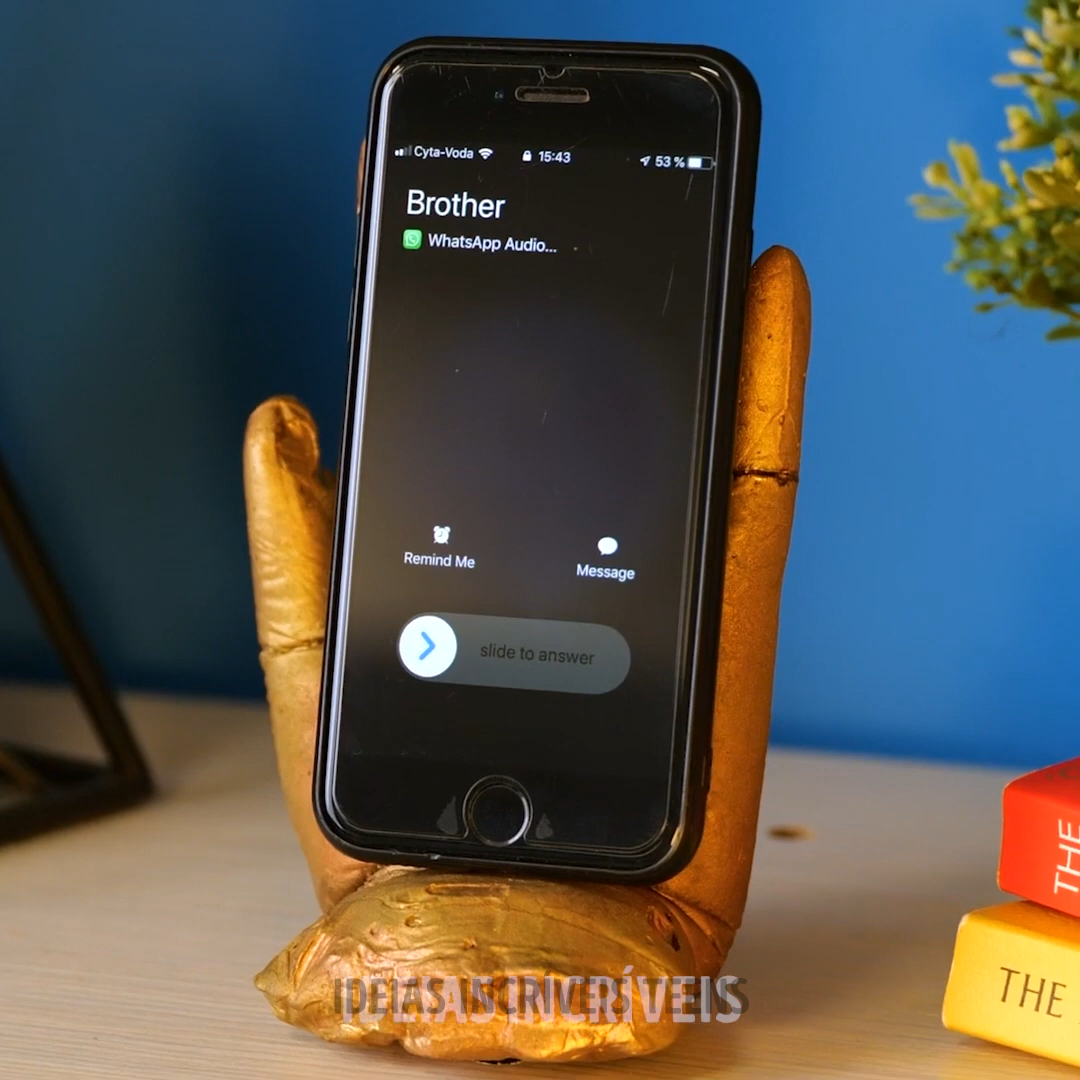 Cyta-Voda 15:43 53 %
Brother
WhatsApp Audio...
Remind Me
Message
slide to answer
THE
THE
IDEIAS INCRÍVEIS